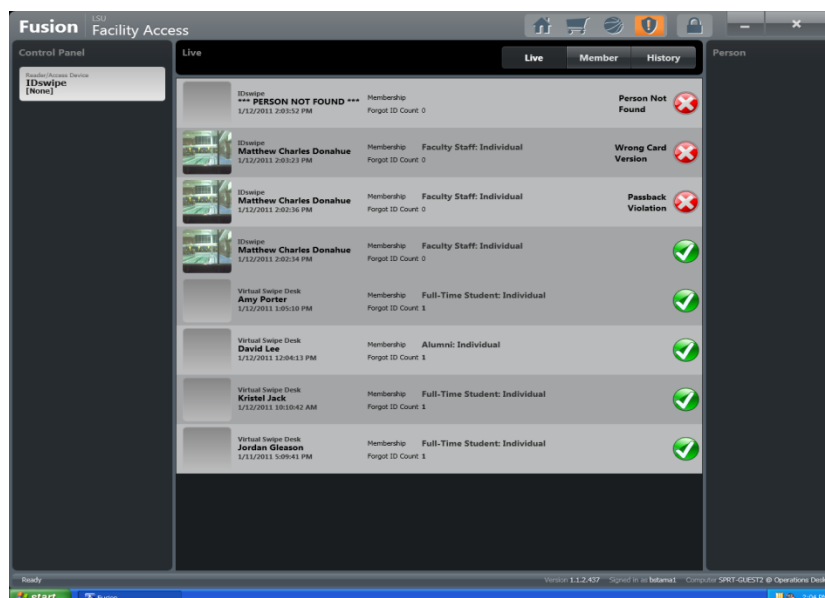 Fusion
LSU
Facility Access
Control Panel
Live
Live Member History
Person
Reader/Access Device
IDswipe
[None]
IDswipe
*** PERSON NOT FOUND ***
1/12/2011 2:03:52 PM
Membership
Forgot ID Count 0
Person Not
Found
IDswipe
Matthew Charles Donahue
1/12/2011 2:03:23 PM
Membership Faculty Staff: Individual
Forgot ID Count 0
Wrong Card
Version
IDswipe
Matthew Charles Donahue
1/12/2011 2:02:36 PM
Membership Faculty Staff: Individual
Forgot ID Count 0
Passback
Violation
IDswipe
Matthew Charles Donahue
1/12/2011 2:02:34 PM
Membership Faculty Staff: Individual
Forgot ID Count 0
Virtual Swipe Desk
Amy Porter
1/12/2011 1:05:10 PM
Membership Full-Time Student: Individual
Forgot ID Count 1
Virtual Swipe Desk
David Lee
1/12/2011 12:04:13 PM
Membership Alumni: Individual
Forgot ID Count 1
Virtual Swipe Desk
Kristel Jack
1/12/2011 10:10:42 AM
Membership Full-Time Student: Individual
Forgot ID Count 1
Virtual Swipe Desk
Jordan Gleason
1/11/2011 5:09:41 PM
Membership Full-Time Student: Individual
Forgot ID Count 1
Ready
Version 1.1.2.437 Signed in as bstama1 Computer SPRT-GUEST2 @ Operations Desk
start Fusion 2:04 PM